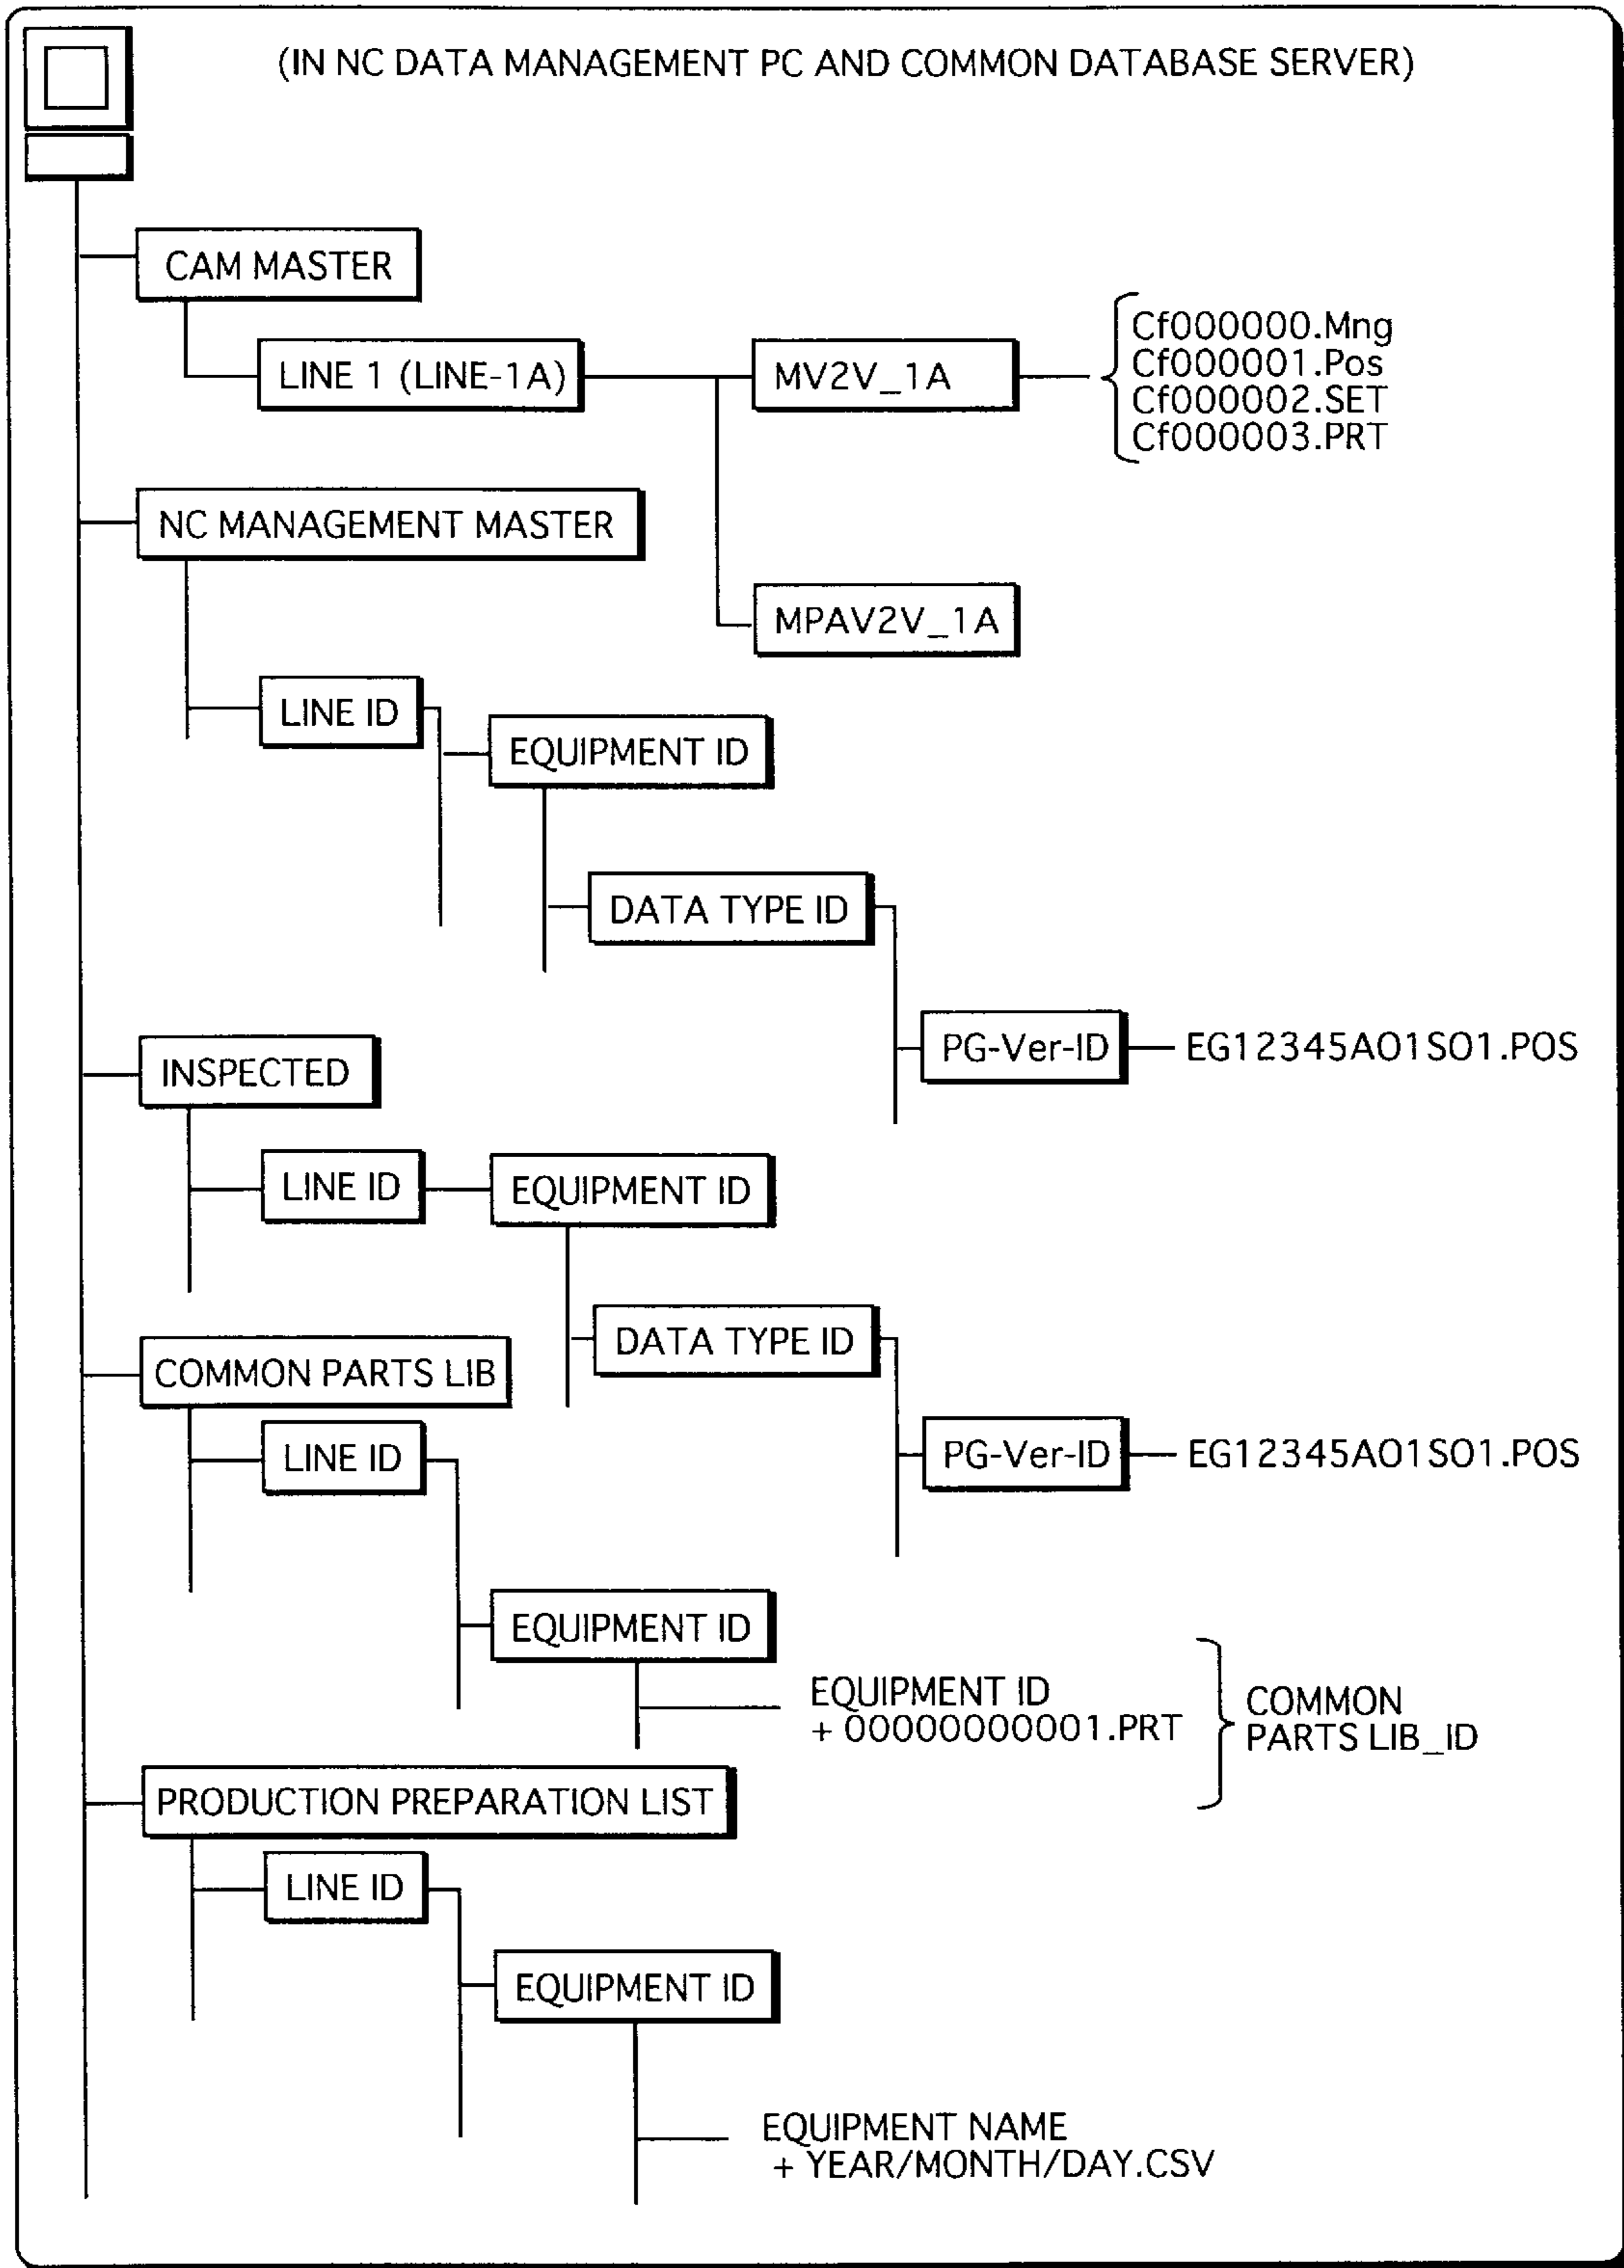 (IN NC DATA MANAGEMENT PC AND COMMON DATABASE SERVER)
CAM MASTER
LINE 1 (LINE-1A)
MV2V_1A
Cf000000.Mng
Cf000001.Pos
Cf000002.SET
Cf000003.PRT
NC MANAGEMENT MASTER
MPAV2V_1A
LINE ID
EQUIPMENT ID
DATA TYPE ID
PG-Ver-ID
EG12345A01S01.POS
INSPECTED
LINE ID
EQUIPMENT ID
DATA TYPE ID
PG-Ver-ID
EG12345A01S01.POS
COMMON PARTS LIB
LINE ID
EQUIPMENT ID
EQUIPMENT ID
+ 00000000001.PRT
COMMON
PARTS LIB_ID
PRODUCTION PREPARATION LIST
LINE ID
EQUIPMENT ID
EQUIPMENT NAME
+ YEAR/MONTH/DAY.CSV